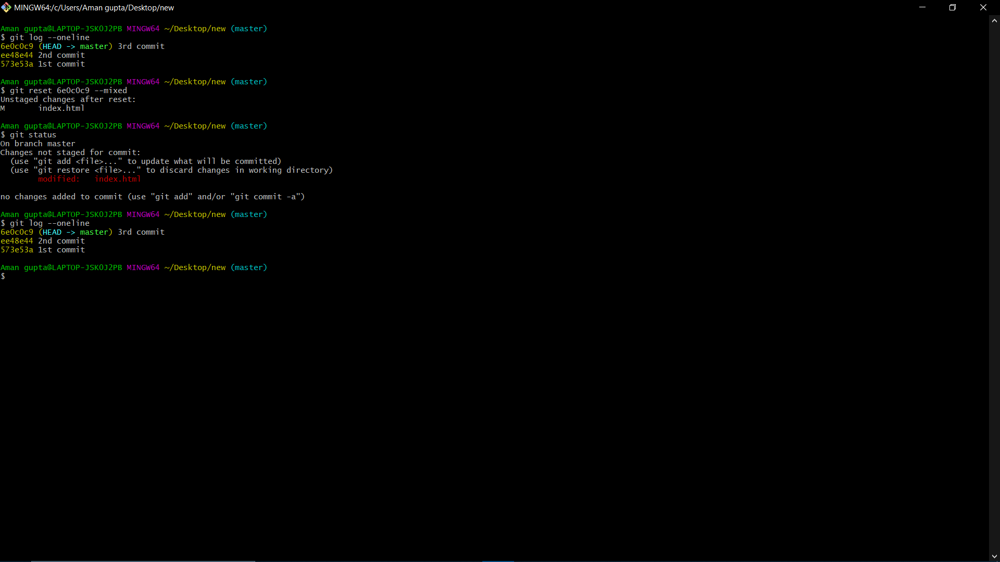 MINGW64:/c/Users/Aman gupta/Desktop/new
Aman gupta@LAPTOP-JSKOJ2PB MINGW64 ~/Desktop/new (master)
$ git log --oneline
6e0c0c9 (HEAD -> master) 3rd commit
ee48e44 2nd commit
573e53a 1st commit
Aman gupta@LAPTOP-JSKOJ2PB MINGW64 ~/Desktop/new (master)
$ git reset 6e0c0c9 --mixed
Unstaged changes after reset:
M       index.html
Aman gupta@LAPTOP-JSKOJ2PB MINGW64 ~/Desktop/new (master)
$ git status
On branch master
Changes not staged for commit:
  (use "git add <file>..." to update what will be committed)
  (use "git restore <file>..." to discard changes in working directory)
        modified:   index.html
no changes added to commit (use "git add" and/or "git commit -a")
Aman gupta@LAPTOP-JSKOJ2PB MINGW64 ~/Desktop/new (master)
$ git log --oneline
6e0c0c9 (HEAD -> master) 3rd commit
ee48e44 2nd commit
573e53a 1st commit
Aman gupta@LAPTOP-JSKOJ2PB MINGW64 ~/Desktop/new (master)
$